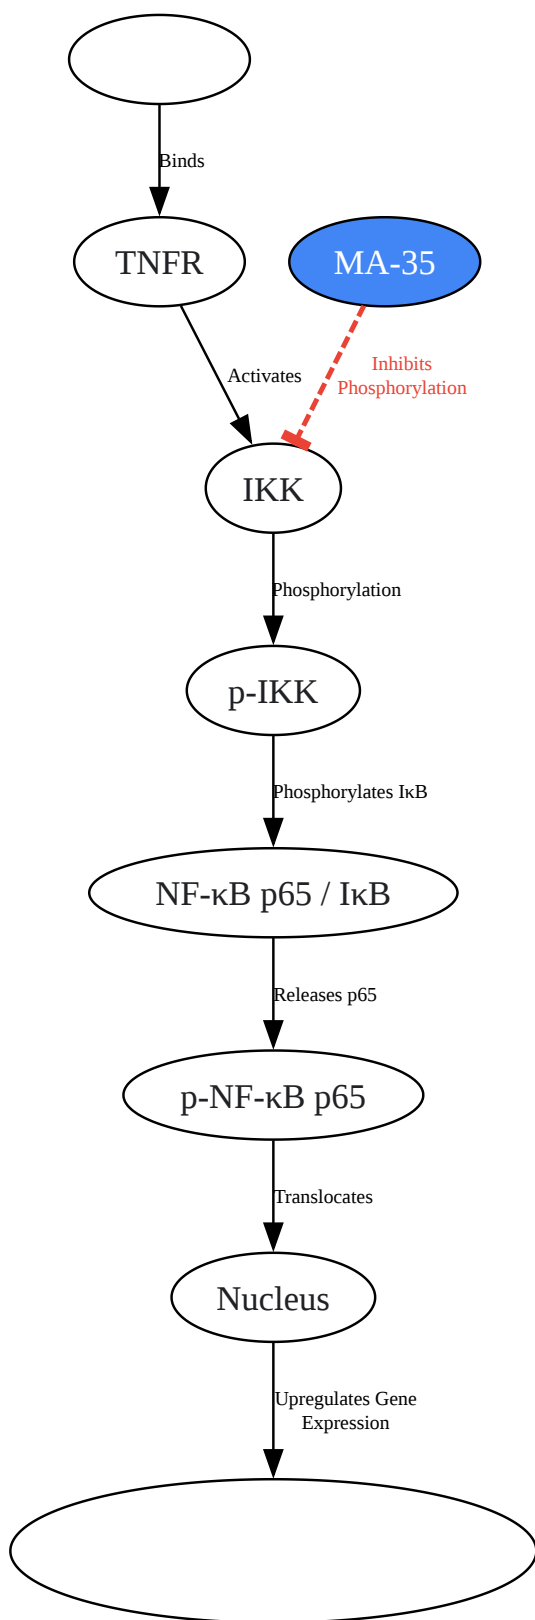 Binds
TNFR
MA-35
Activates
Inhibits
Phosphorylation
IKK
Phosphorylation
p-IKK
Phosphorylates IκB
NF-κB p65 / IκB
Releases p65
p-NF-κB p65
Translocates
Nucleus
Upregulates Gene
Expression